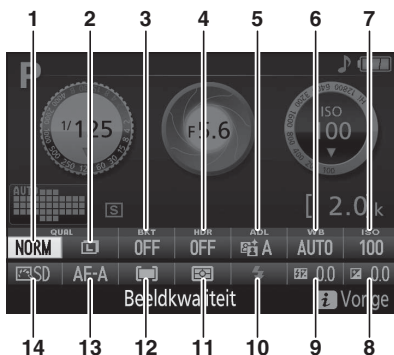 1 2 3 4 5 6 7
P
1/125
F5.6
ISO
100
AUTO
S
[ 2.0]k
QUAL BKT HDR ADL WB ISO
NORM L OFF OFF A AUTO 100
SD AF-A 0.0 0.0
Beeldkwaliteit i Vorige
14 13 12 11 10 9 8